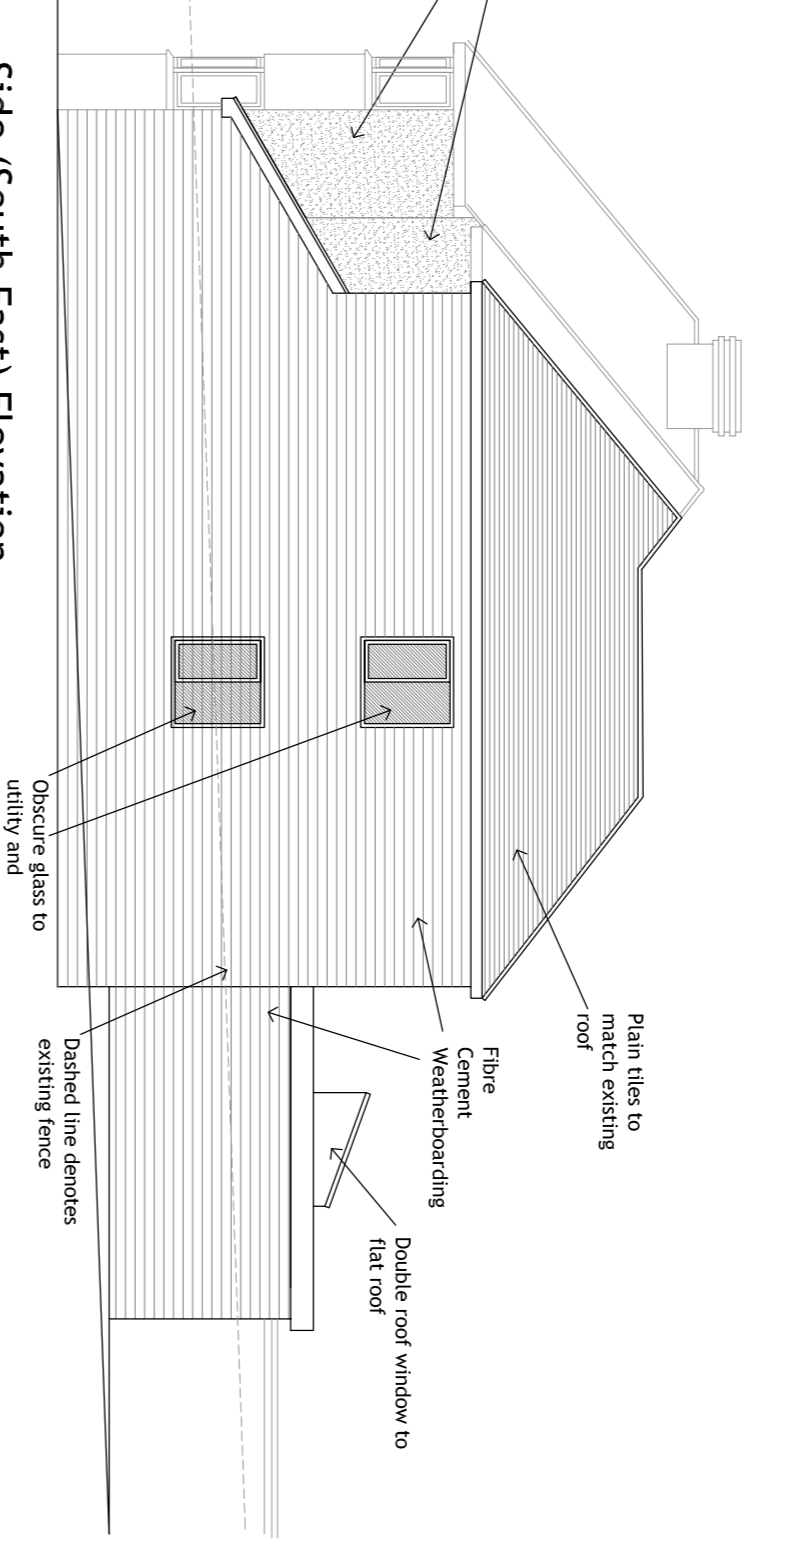 Plain tiles to
match existing
roof
Fibre
Cement
Weatherboarding
Double roof window to
flat roof
Dashed line denotes
existing fence
Obscure glass to
utility and
Side (South East) Elevation